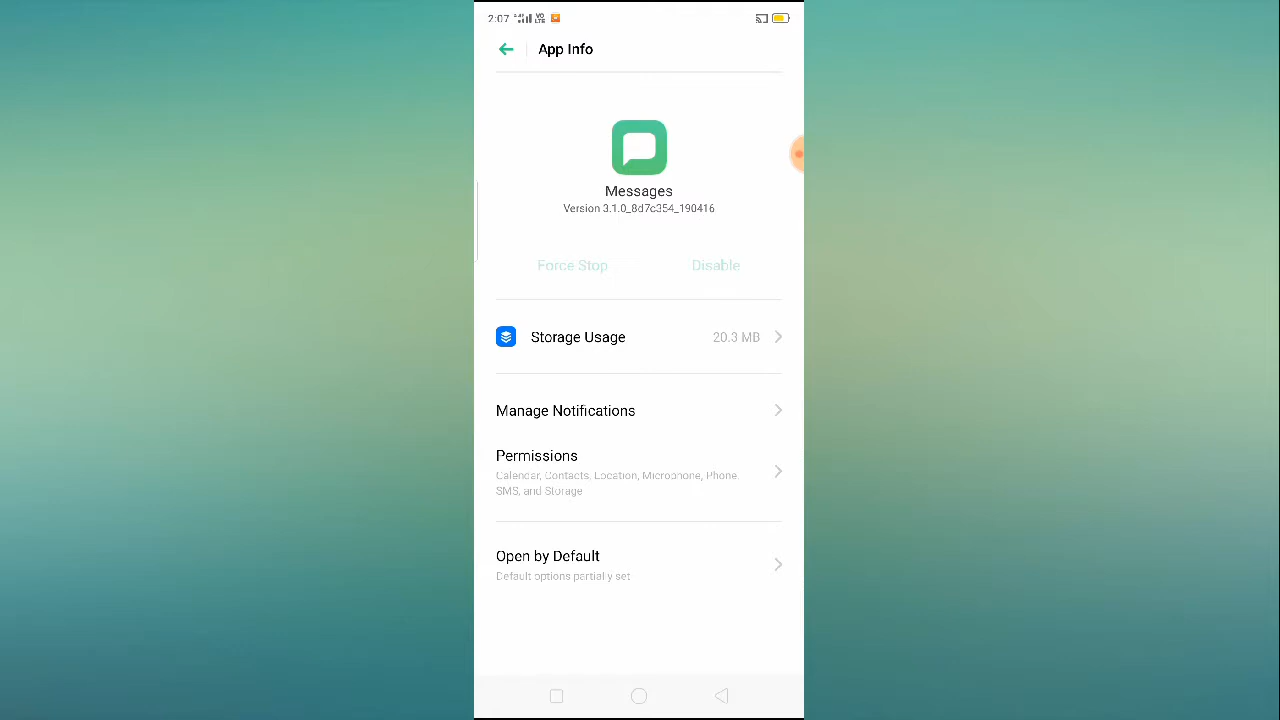 2:07
App Info
Messages
Version 3.1.0_8d7c354_190416
Force Stop Disable
Storage Usage 20.3 MB
Manage Notifications
Permissions
Calendar, Contacts, Location, Microphone, Phone,
SMS, and Storage
Open by Default
Default options partially set